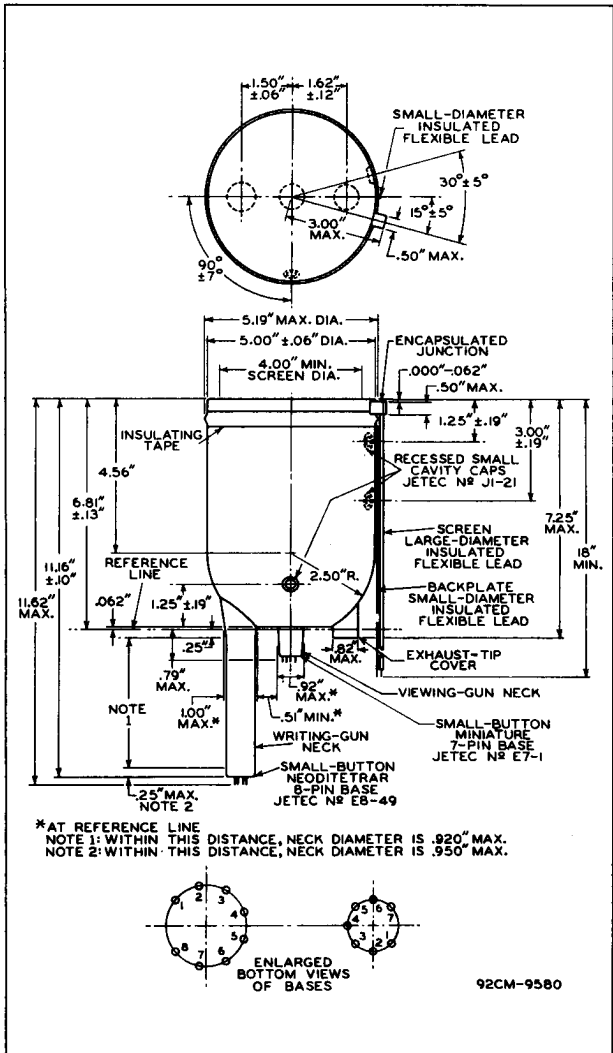 1.50"
±.06"
1.62"
±.12"
SMALL-DIAMETER
INSULATED
FLEXIBLE LEAD
30°±5°
15°±5°
3.00"
MAX.
.50" MAX.
90°
±7°
5.19" MAX. DIA.
5.00"±.06" DIA.
4.00" MIN.
SCREEN DIA.
ENCAPSULATED
JUNCTION
.000"-.062"
.50" MAX.
1.25"±.19"
3.00"
±.19"
INSULATING
TAPE
4.56"
RECESSED SMALL
CAVITY CAPS
JETEC Nº J1-21
6.81"
±.13"
7.25"
MAX.
SCREEN
LARGE-DIAMETER
INSULATED
FLEXIBLE LEAD
18"
MIN.
11.16"
±.10"
REFERENCE
LINE
2.50"R.
11.62"
MAX.
.062"
1.25"±.19"
BACKPLATE
SMALL-DIAMETER
INSULATED
FLEXIBLE LEAD
.25"
.82"
MAX.
EXHAUST-TIP
COVER
.79"
MAX.
.92"
MAX.*
VIEWING-GUN NECK
1.00"
MAX.*
.51" MIN.*
NOTE
1
SMALL-BUTTON
MINIATURE
7-PIN BASE
JETEC Nº E7-1
WRITING-GUN
NECK
SMALL-BUTTON
NEODITETRAR
8-PIN BASE
JETEC Nº E8-49
.25" MAX.
NOTE 2
*AT REFERENCE LINE
NOTE 1: WITHIN THIS DISTANCE, NECK DIAMETER IS .920" MAX.
NOTE 2: WITHIN THIS DISTANCE, NECK DIAMETER IS .950" MAX.
1 2 3 4 5 6 7 8
1 2 3 4 5 6 7
ENLARGED
BOTTOM VIEWS
OF BASES
92CM-9580